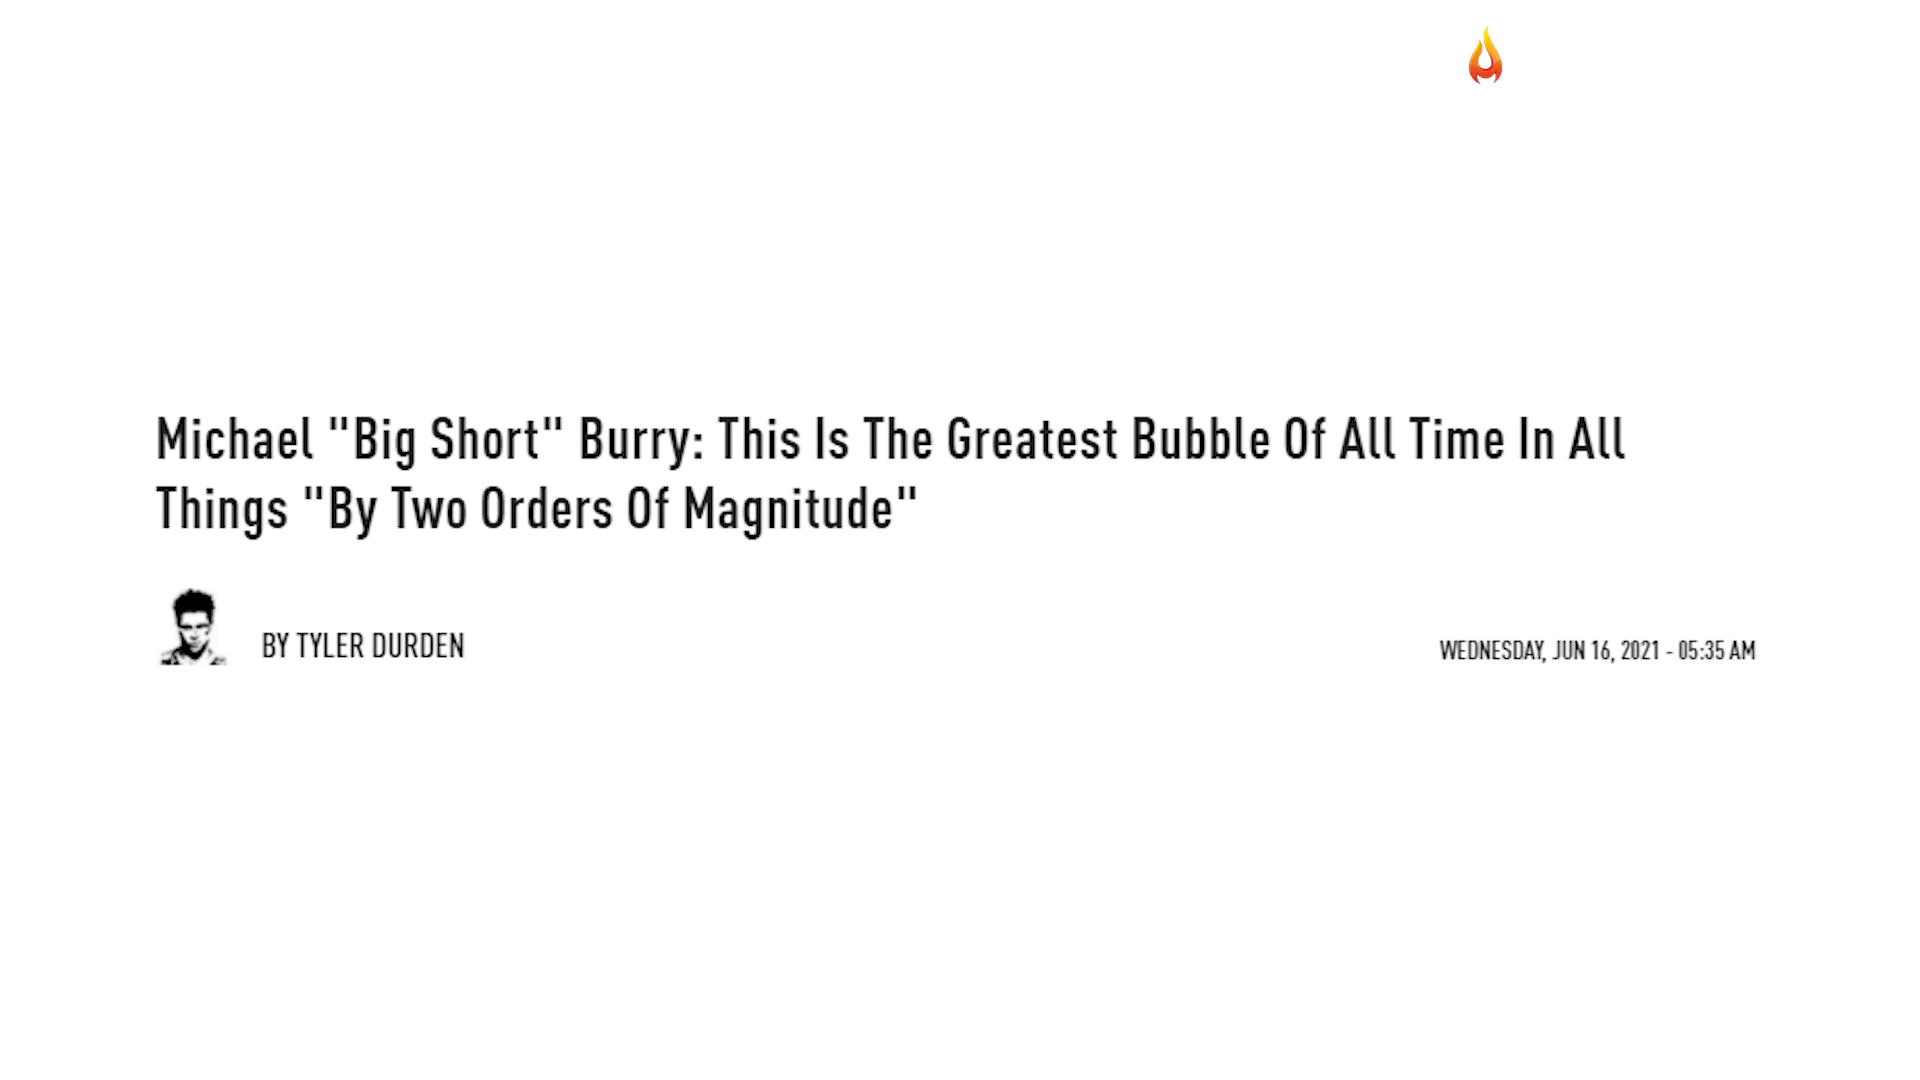 Michael "Big Short" Burry: This Is The Greatest Bubble Of All Time In All
Things "By Two Orders Of Magnitude"
BY TYLER DURDEN
WEDNESDAY, JUN 16, 2021 - 05:35 AM